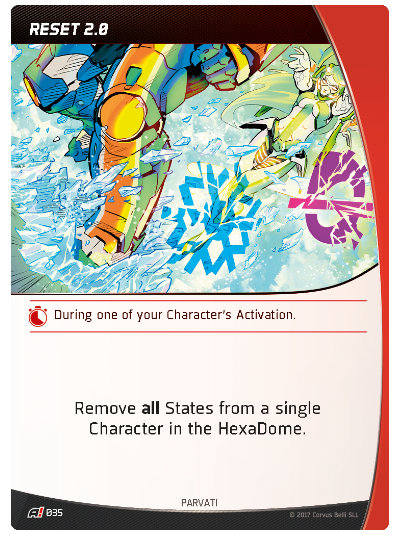 RESET 2.0
During one of your Character's Activation.
Remove all States from a single
Character in the HexaDome.
PARVATI
A! 035
© 2017 Corvus Belli SLL